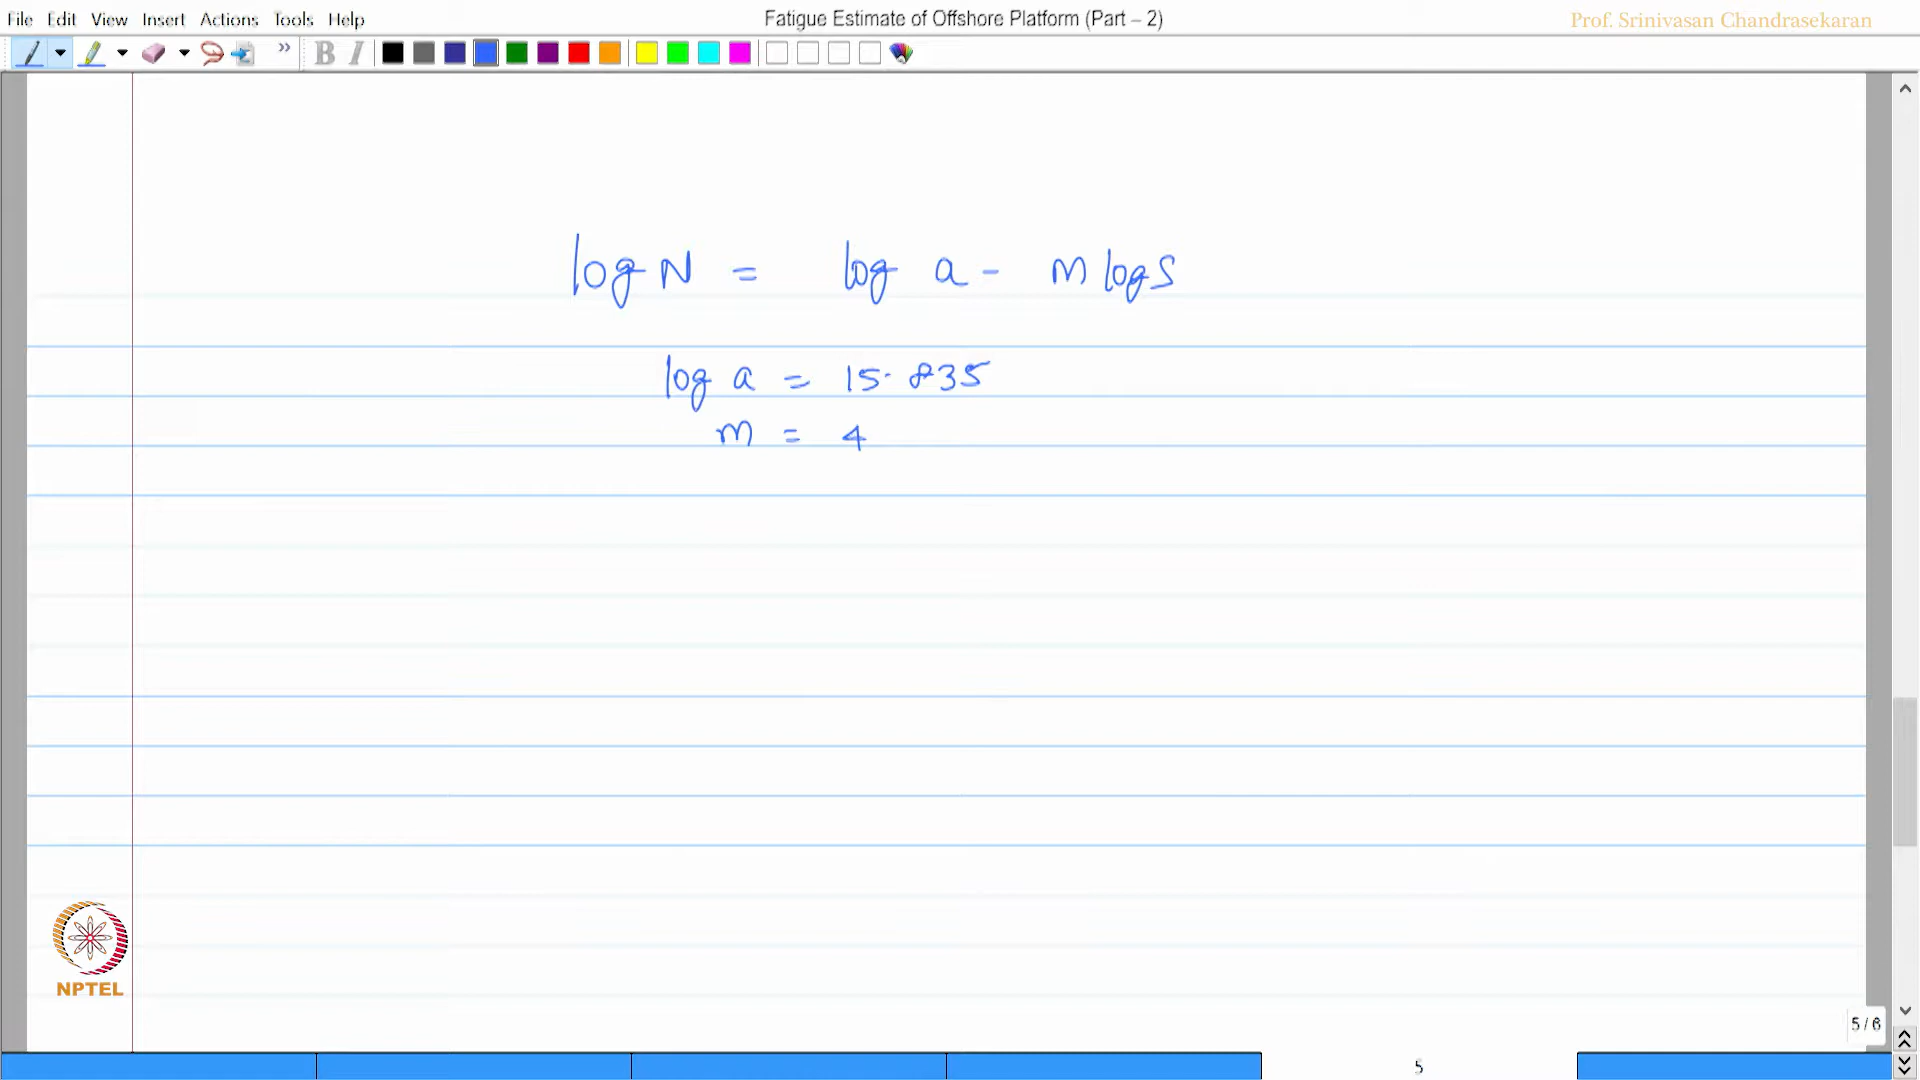 File Edit View Insert Actions Tools Help
Fatigue Estimate of Offshore Platform (Part – 2)
Prof. Srinivasan Chandrasekaran
B I
log N = log a - m log S
log a = 15.835
m = 4
NPTEL
5 / 6
5